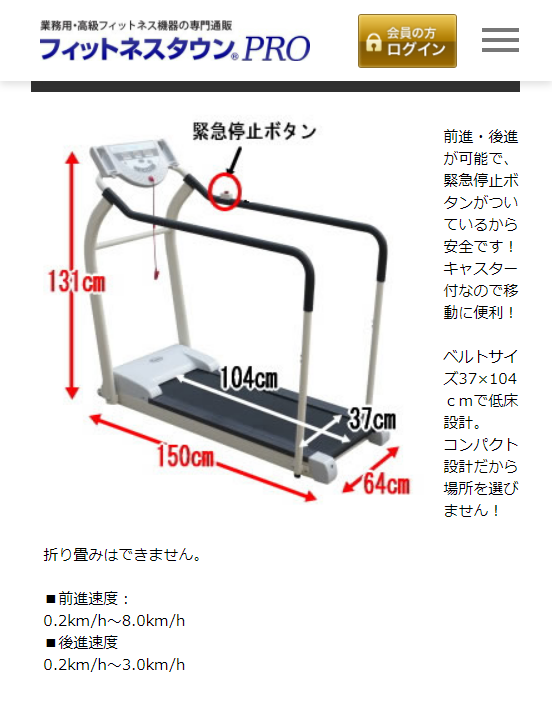 業務用・高級フィットネス機器の専門通販
フィットネスタウン®PRO
会員の方
ログイン
緊急停止ボタン
131cm
104cm
37cm
150cm
64cm
前進・後進
が可能で、
緊急停止ボ
タンがつい
ているから
安全です！
キャスター
付なので移
動に便利！
ベルトサイ
ズ37×104
ｃｍで低床
設計。
コンパクト
設計だから
場所を選び
ません！
折り畳みはできません。
■前進速度：
0.2km/h～8.0km/h
■後進速度
0.2km/h～3.0km/h